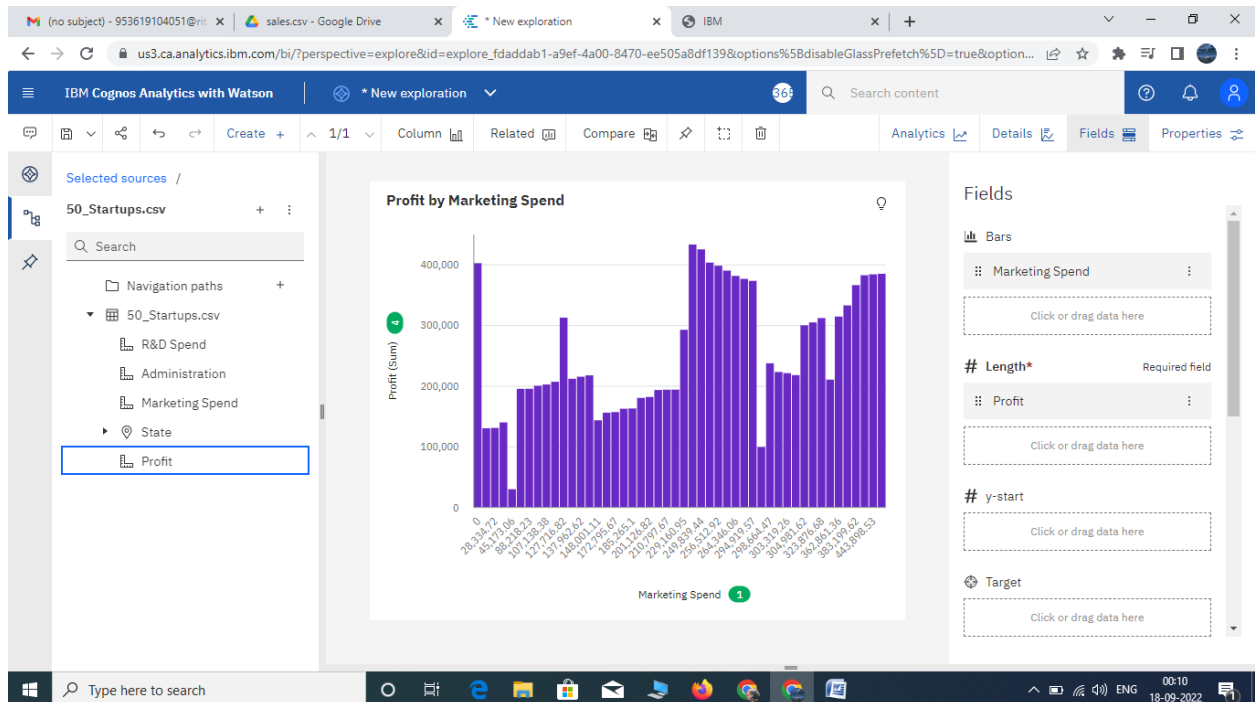 (no subject) - 953619104051@rit
sales.csv - Google Drive
* New exploration
IBM
us3.ca.analytics.ibm.com/bi/?perspective=explore&id=explore_fdaddab1-a9ef-4a00-8470-ee505a8df139&options%5BdisableGlassPrefetch%5D=true&option...
IBM Cognos Analytics with Watson
* New exploration
Search content
Create +
1/1
Column
Related
Compare
Analytics
Details
Fields
Properties
Selected sources /
50_Startups.csv
Search
Navigation paths
50_Startups.csv
R&D Spend
Administration
Marketing Spend
State
Profit
Profit by Marketing Spend
400,000
300,000
200,000
100,000
0
Profit (Sum)
4
0
28,334.72
45,173.06
88,218.23
107,138.38
127,716.82
137,962.62
148,001.11
172,795.67
185,265.1
201,126.82
210,797.67
229,160.95
249,839.44
256,512.92
264,346.06
294,919.57
298,664.47
303,319.26
304,981.62
323,876.68
362,861.36
383,199.62
443,898.53
Marketing Spend 1
Fields
Bars
Marketing Spend
Click or drag data here
# Length*
Required field
Profit
Click or drag data here
# y-start
Click or drag data here
Target
Click or drag data here
Type here to search
ENG
00:10
18-09-2022